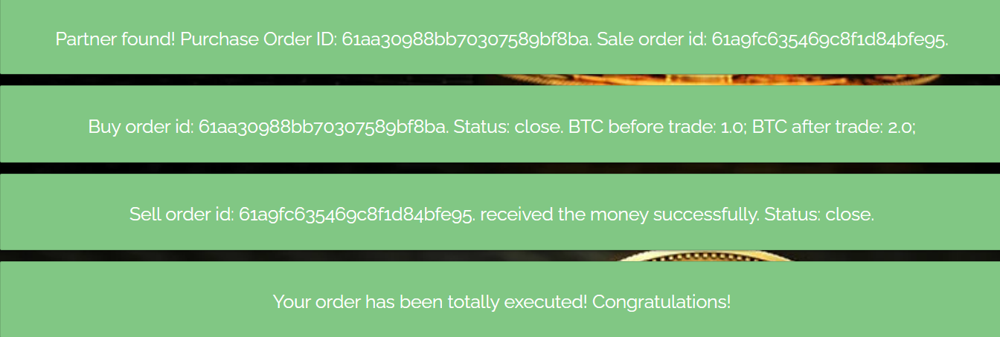 Partner found! Purchase Order ID: 61aa30988bb70307589bf8ba. Sale order id: 61a9fc635469c8f1d84bfe95.
Buy order id: 61aa30988bb70307589bf8ba. Status: close. BTC before trade: 1.0; BTC after trade: 2.0;
Sell order id: 61a9fc635469c8f1d84bfe95. received the money successfully. Status: close.
Your order has been totally executed! Congratulations!